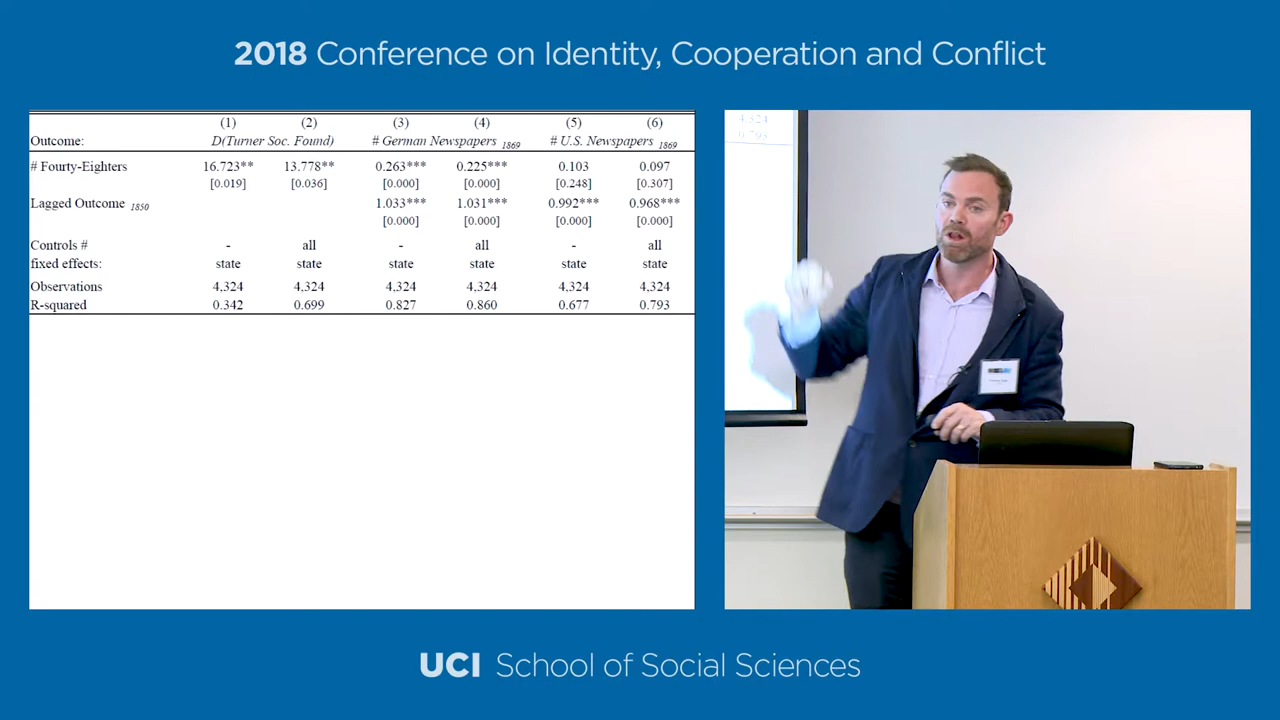 2018 Conference on Identity, Cooperation and Conflict
(1) (2) (3) (4) (5) (6)
Outcome: D(Turner Soc. Found) # German Newspapers 1869 # U.S. Newspapers 1869
# Fourty-Eighters 16.723** 13.778** 0.263*** 0.225*** 0.103 0.097
[0.019] [0.036] [0.000] [0.000] [0.248] [0.307]
Lagged Outcome 1850 1.033*** 1.031*** 0.992*** 0.968***
[0.000] [0.000] [0.000] [0.000]
Controls # - all - all - all
fixed effects: state state state state state state
Observations 4,324 4,324 4,324 4,324 4,324 4,324
R-squared 0.342 0.699 0.827 0.860 0.677 0.793
4,324
0.793
UCI School of Social Sciences